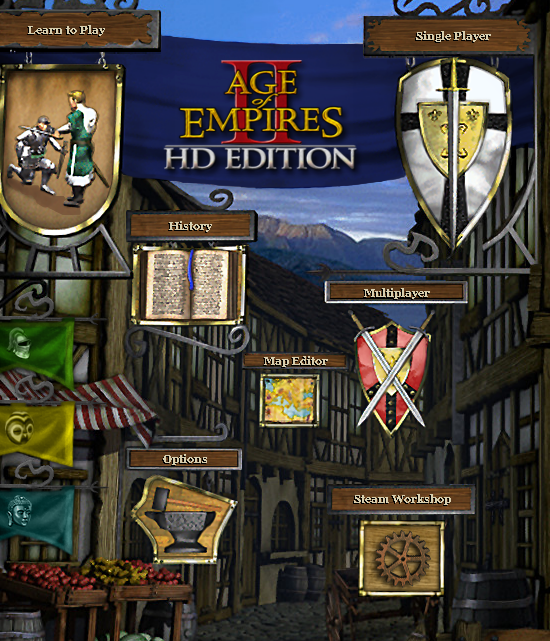 Learn to Play
Single Player
AGE
of
EMPIRES
II
HD EDITION
History
Multiplayer
Map Editor
Options
Steam Workshop